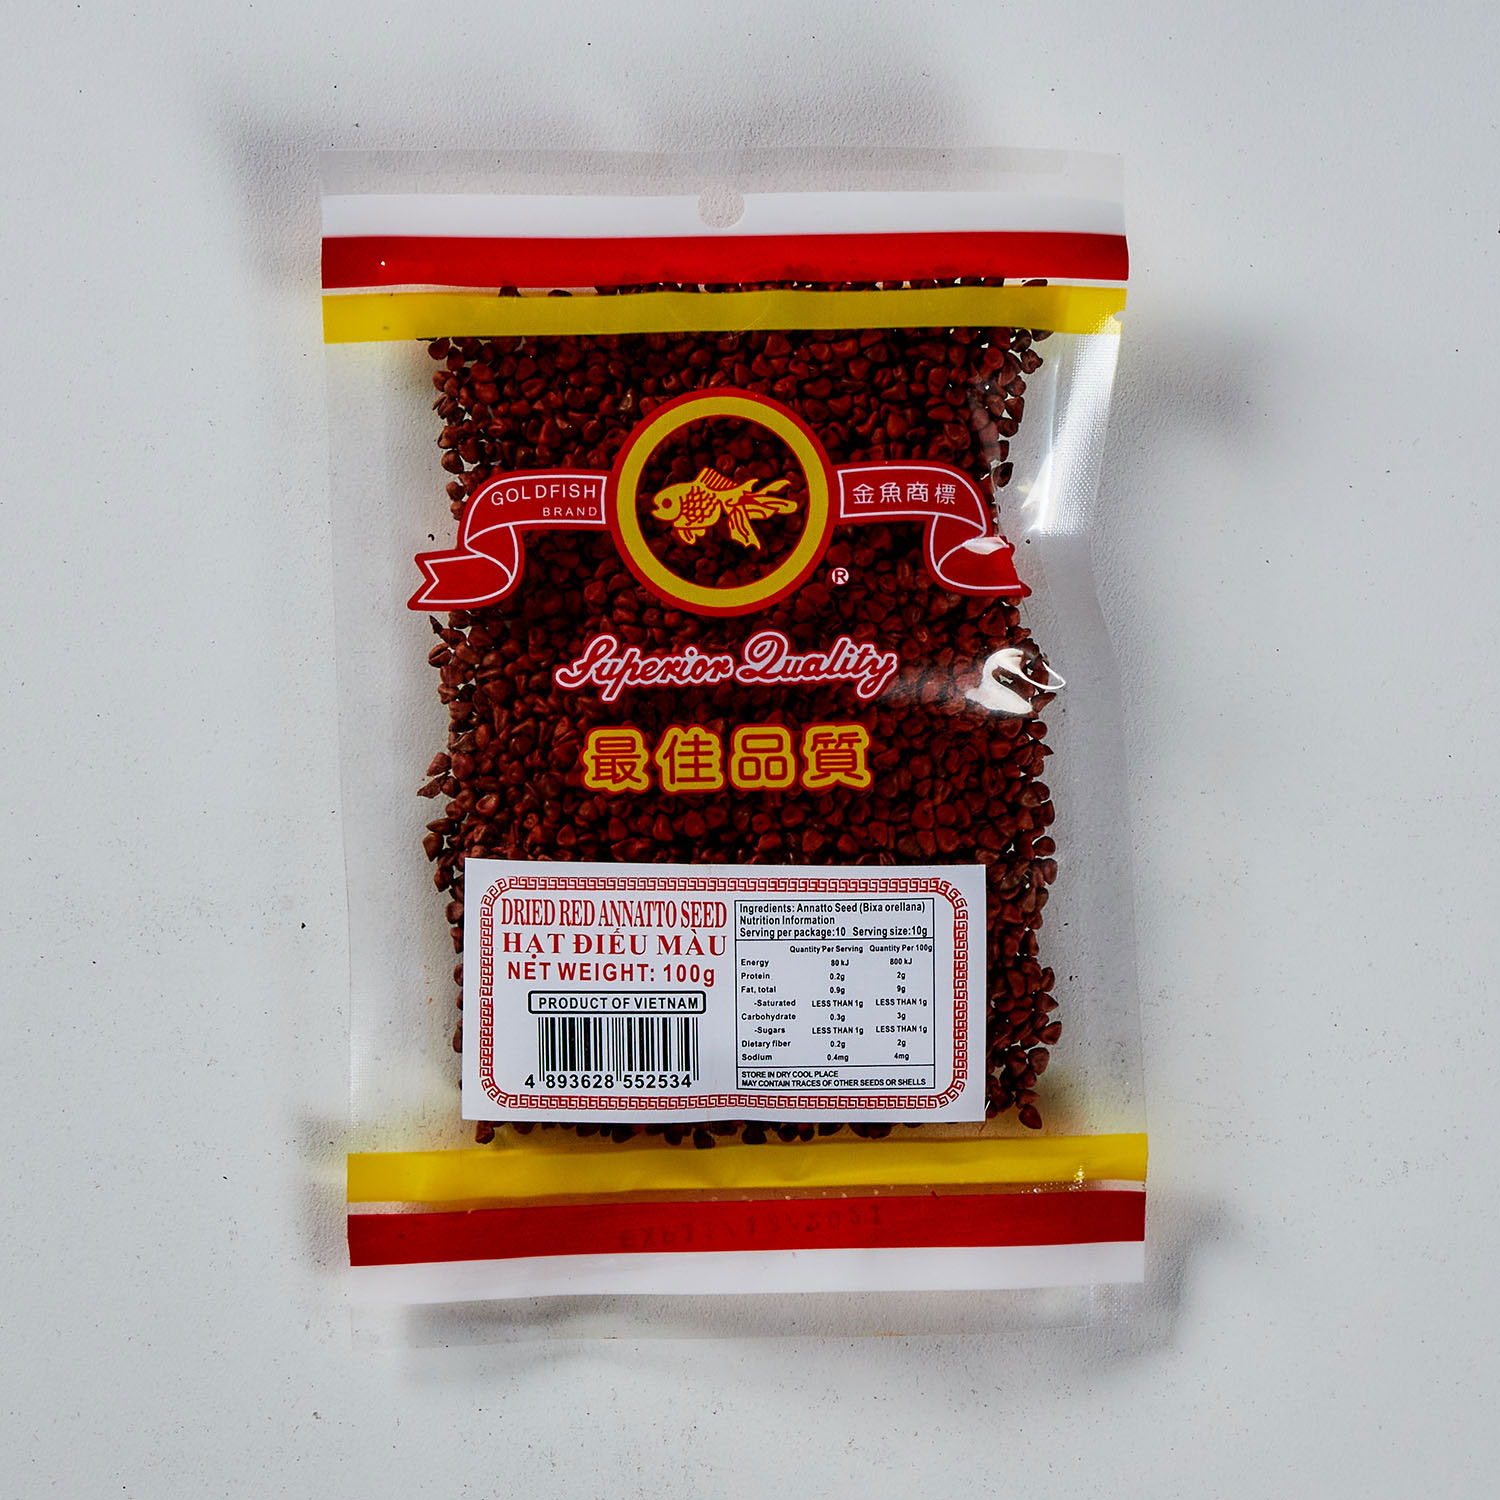 GOLDFISH
BRAND
金魚商標
®
Superior Quality
最佳品質
DRIED RED ANNATTO SEED
HẠT ĐIỀU MÀU
NET WEIGHT: 100g
PRODUCT OF VIETNAM
4 893628 552534
Ingredients: Annatto Seed (Bixa orellana)
Nutrition Information
Serving per package:10 Serving size:10g
Quantity Per Serving Quantity Per 100g
Energy 80 kJ 800 kJ
Protein 0.2g 2g
Fat, total 0.9g 9g
-Saturated LESS THAN 1g LESS THAN 1g
Carbohydrate 0.3g 3g
-Sugars LESS THAN 1g LESS THAN 1g
Dietary fiber 0.2g 2g
Sodium 0.4mg 4mg
STORE IN DRY COOL PLACE
MAY CONTAIN TRACES OF OTHER SEEDS OR SHELLS